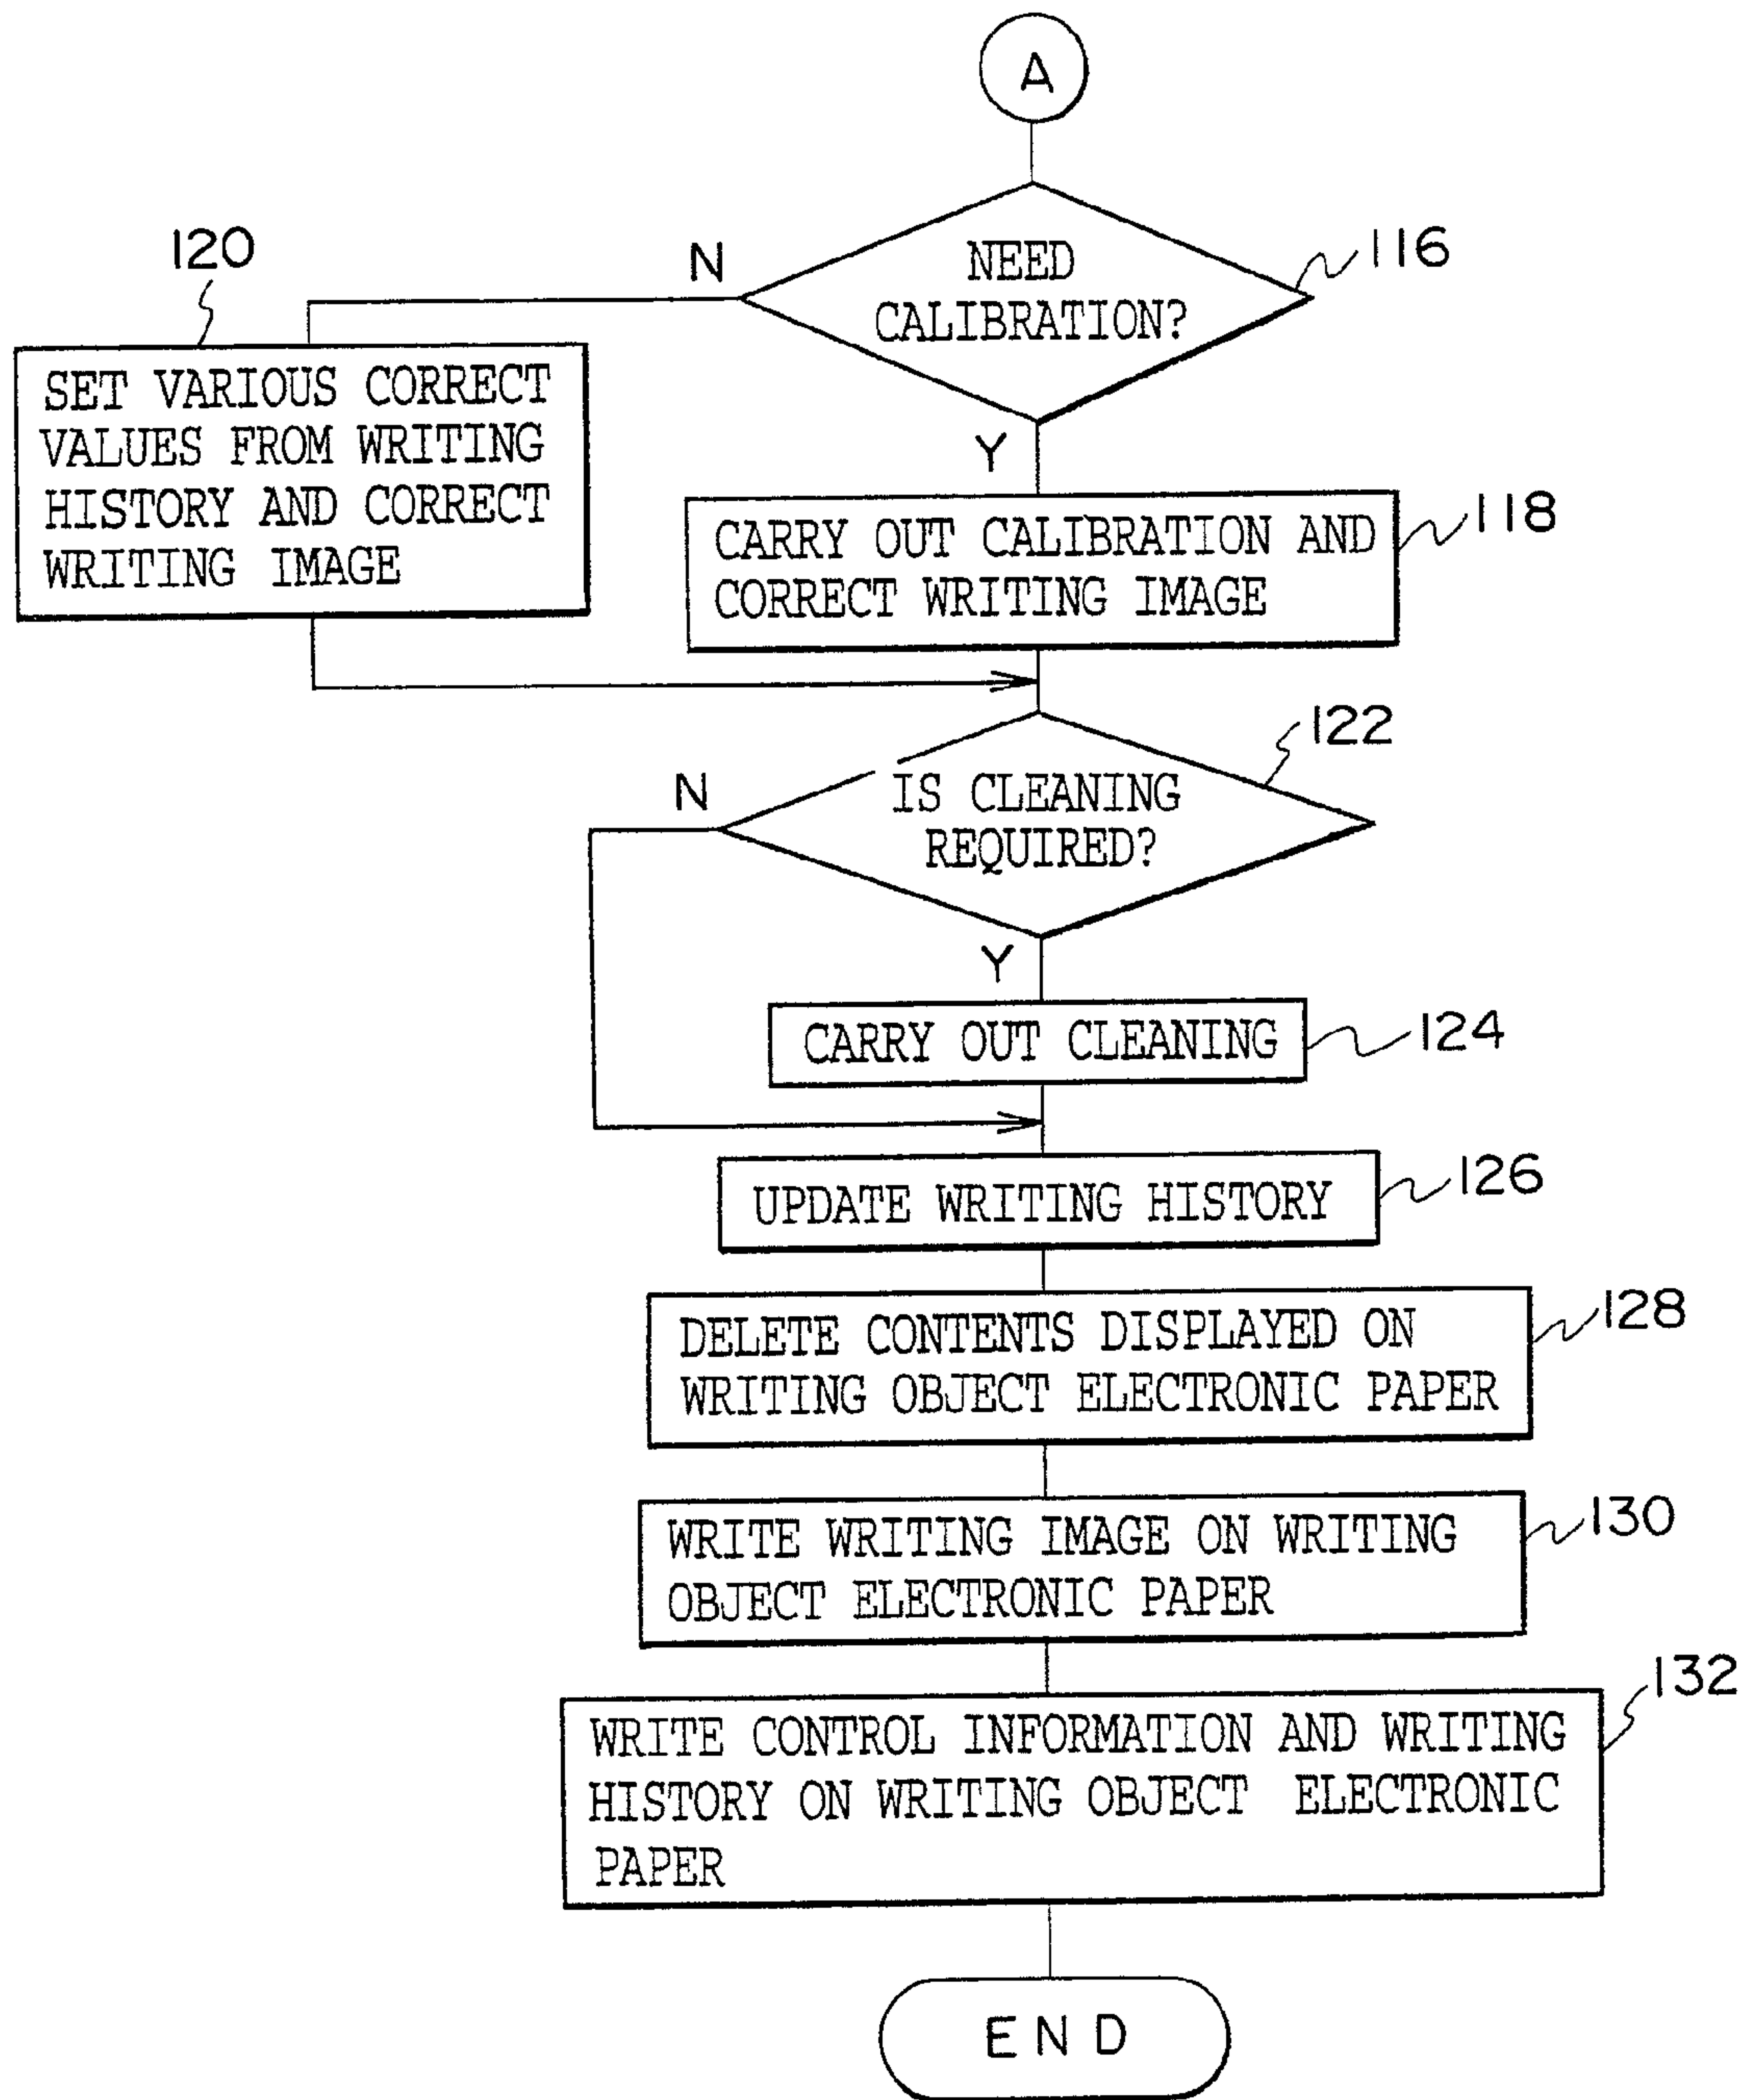 A
NEED
CALIBRATION?
116
N
120
SET VARIOUS CORRECT
VALUES FROM WRITING
HISTORY AND CORRECT
WRITING IMAGE
Y
CARRY OUT CALIBRATION AND
CORRECT WRITING IMAGE
118
IS CLEANING
REQUIRED?
122
N
Y
CARRY OUT CLEANING
124
UPDATE WRITING HISTORY
126
DELETE CONTENTS DISPLAYED ON
WRITING OBJECT ELECTRONIC PAPER
128
WRITE WRITING IMAGE ON WRITING
OBJECT ELECTRONIC PAPER
130
WRITE CONTROL INFORMATION AND WRITING
HISTORY ON WRITING OBJECT ELECTRONIC
PAPER
132
END